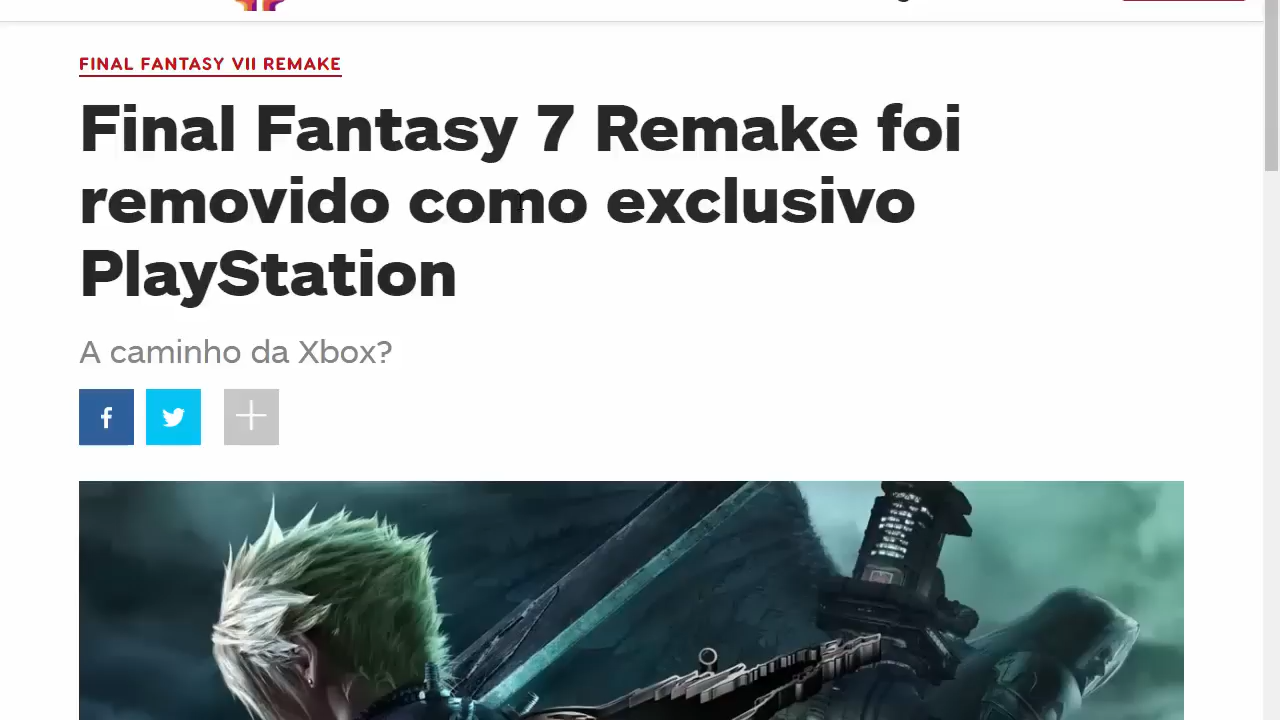 FINAL FANTASY VII REMAKE
Final Fantasy 7 Remake foi
removido como exclusivo
PlayStation
A caminho da Xbox?